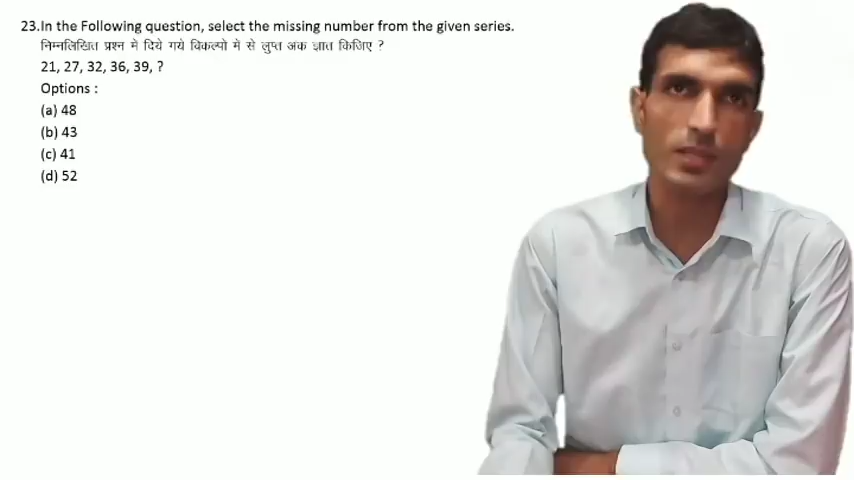 23.In the Following question, select the missing number from the given series.
निम्नलिखित प्रश्न में दिये गये विकल्पो में से लुप्त अंक ज्ञात किजिए ?
21, 27, 32, 36, 39, ?
Options :
(a) 48
(b) 43
(c) 41
(d) 52